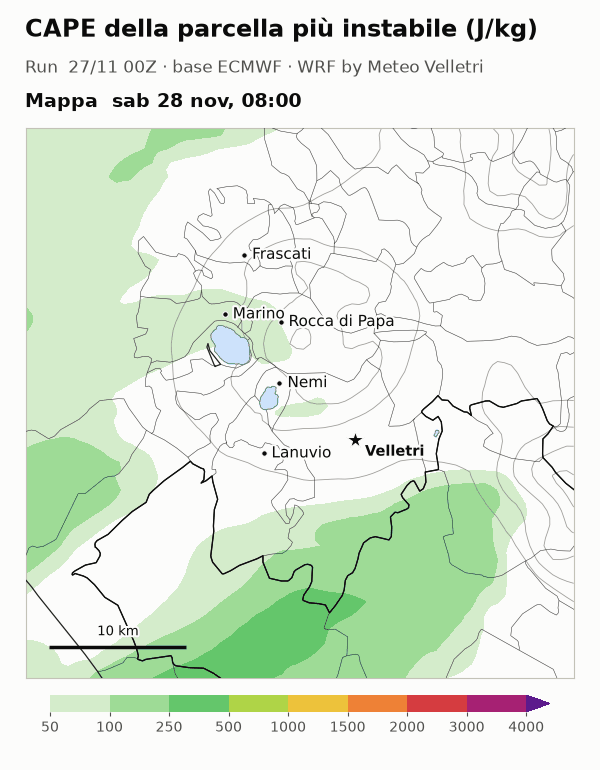 CAPE della parcella più instabile (J/kg)
Run  27/11 00Z · base ECMWF · WRF by Meteo Velletri
Mappa  sab 28 nov, 08:00
Frascati
Marino
Rocca di Papa
Nemi
Velletri
Lanuvio
10 km
50 100 250 500 1000 1500 2000 3000 4000